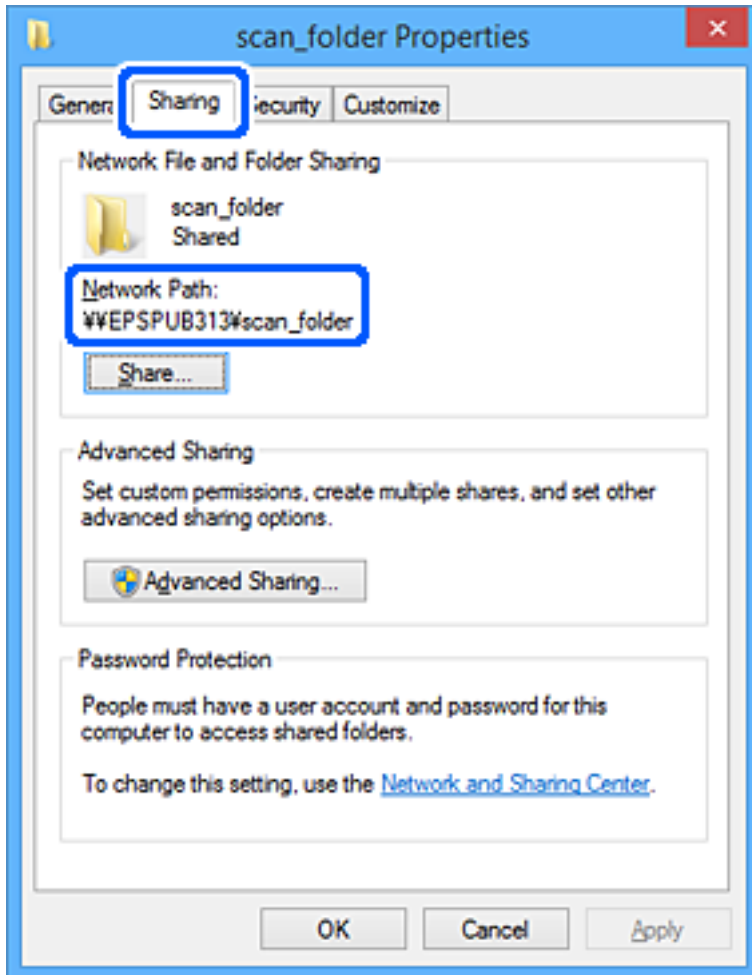 scan_folder Properties
General Sharing Security Customize
Network File and Folder Sharing
scan_folder
Shared
Network Path:
¥¥EPSPUB313¥scan_folder
Share...
Advanced Sharing
Set custom permissions, create multiple shares, and set other
advanced sharing options.
Advanced Sharing...
Password Protection
People must have a user account and password for this
computer to access shared folders.
To change this setting, use the Network and Sharing Center.
OK Cancel Apply